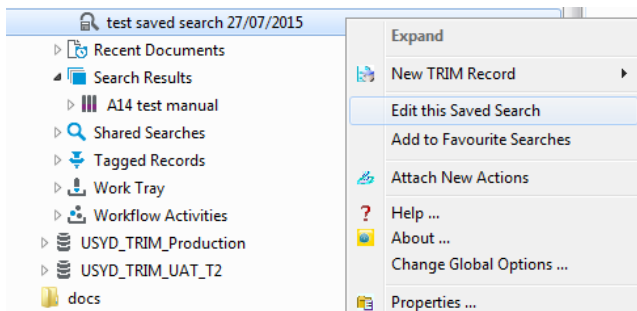 test saved search 27/07/2015
Recent Documents
Search Results
A14 test manual
Shared Searches
Tagged Records
Work Tray
Workflow Activities
USYD_TRIM_Production
USYD_TRIM_UAT_T2
docs
Expand
New TRIM Record
Edit this Saved Search
Add to Favourite Searches
Attach New Actions
Help ...
About ...
Change Global Options ...
Properties ...